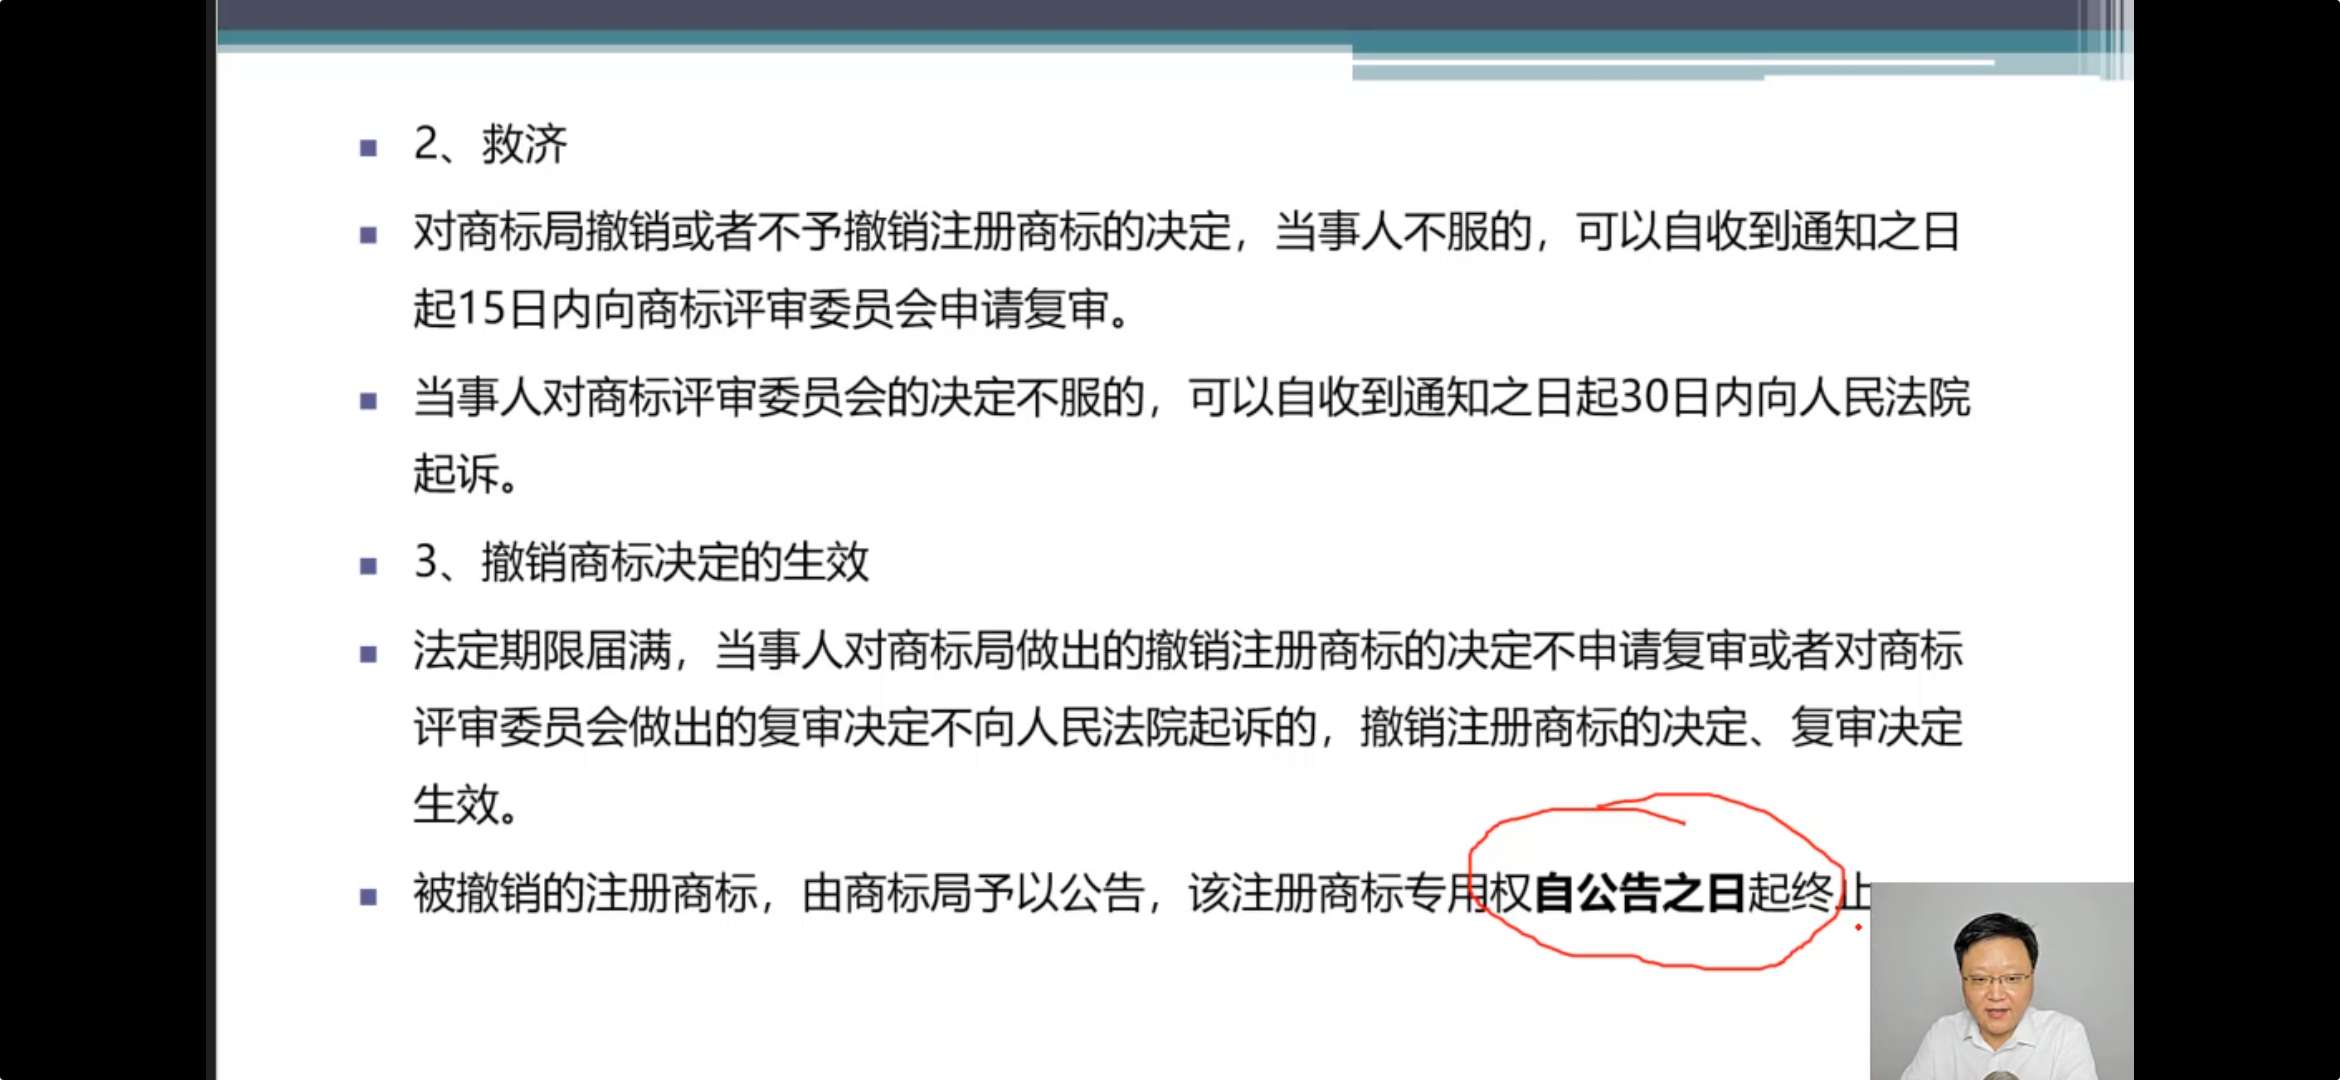 2、救济
对商标局撤销或者不予撤销注册商标的决定，当事人不服的，可以自收到通知之日
起15日内向商标评审委员会申请复审。
当事人对商标评审委员会的决定不服的，可以自收到通知之日起30日内向人民法院
起诉。
3、撤销商标决定的生效
法定期限届满，当事人对商标局做出的撤销注册商标的决定不申请复审或者对商标
评审委员会做出的复审决定不向人民法院起诉的，撤销注册商标的决定、复审决定
生效。
被撤销的注册商标，由商标局予以公告，该注册商标专用权自公告之日起终止